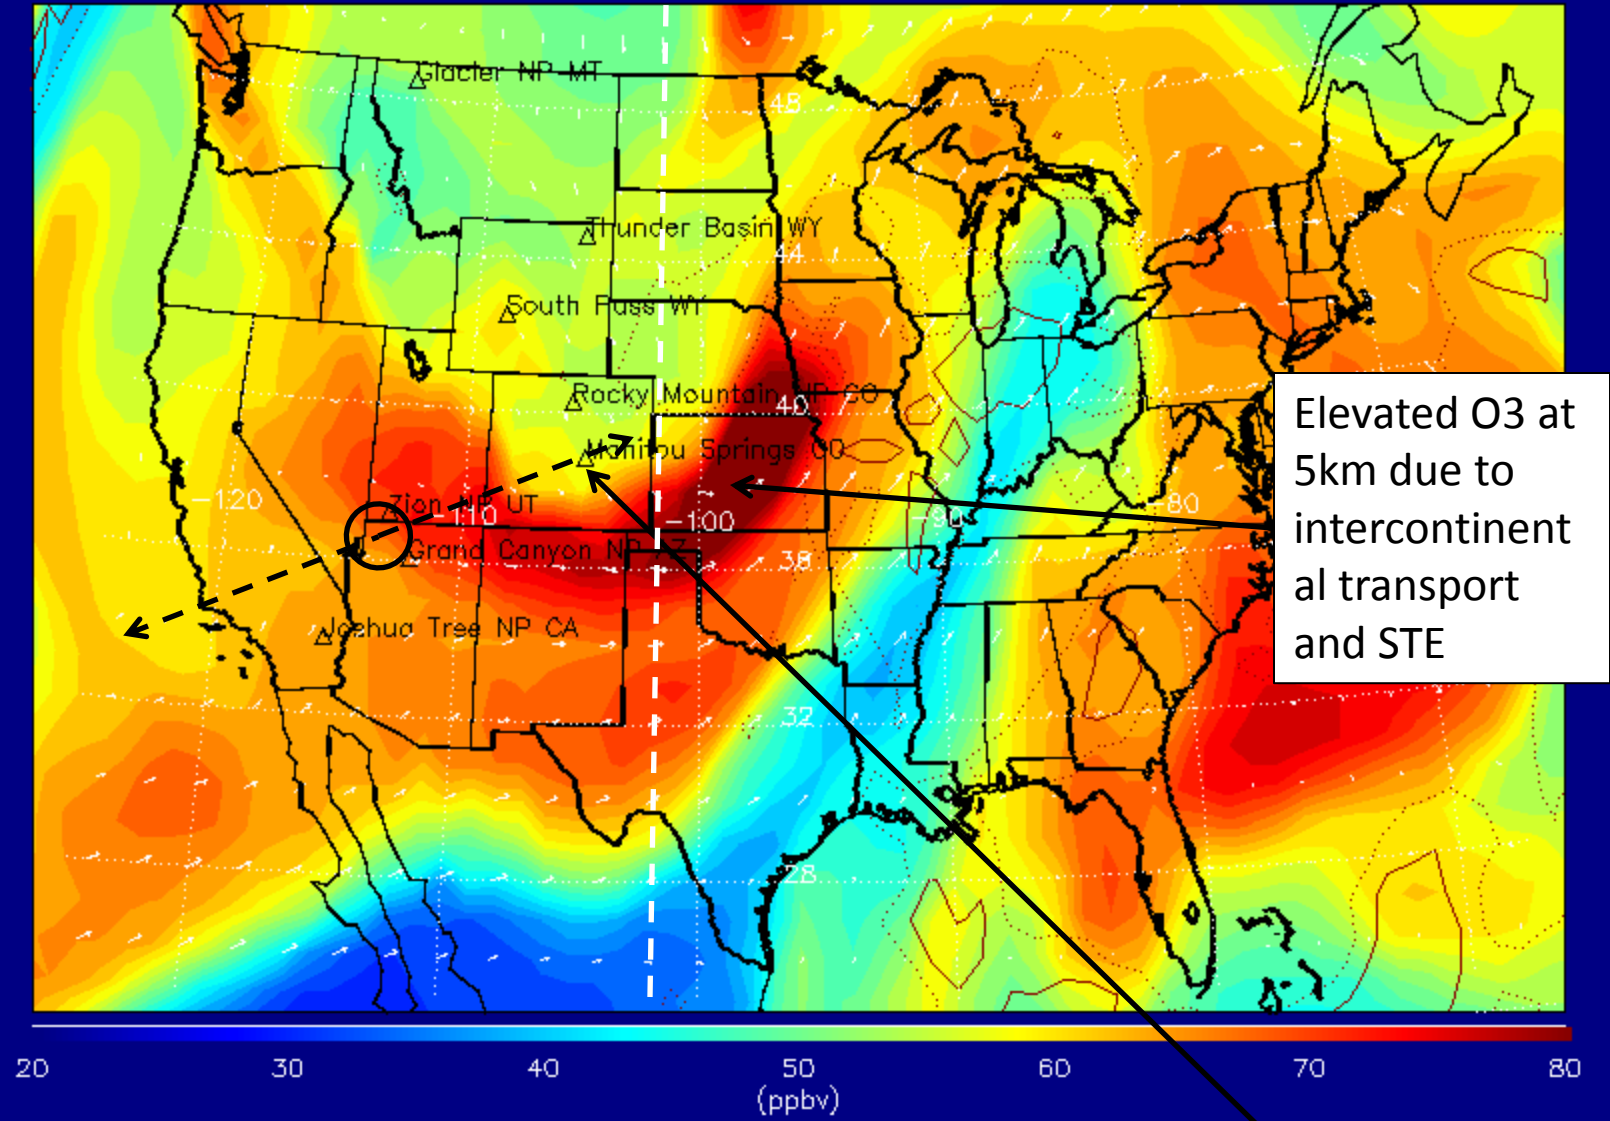 Glacier NP MT
48
Thunder Basin WY
44
South Pass WY
Rocky Mountain NP CO
40
Manitou Springs CO
-120
Zion NP UT
-110
-100
-90
-80
Grand Canyon NP AZ
38
Joshua Tree NP CA
32
28
Elevated O3 at
5km due to
intercontinent
al transport
and STE
20 30 40 50 60 70 80
(ppbv)